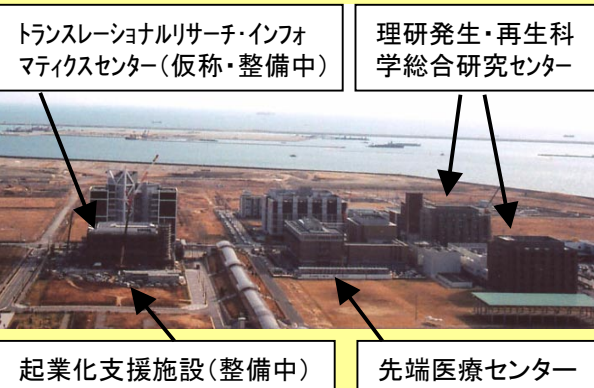 トランスレーショナルリサーチ・インフォ
マティクスセンター（仮称・整備中）
理研発生・再生科
学総合研究センター
起業化支援施設（整備中）
先端医療センター